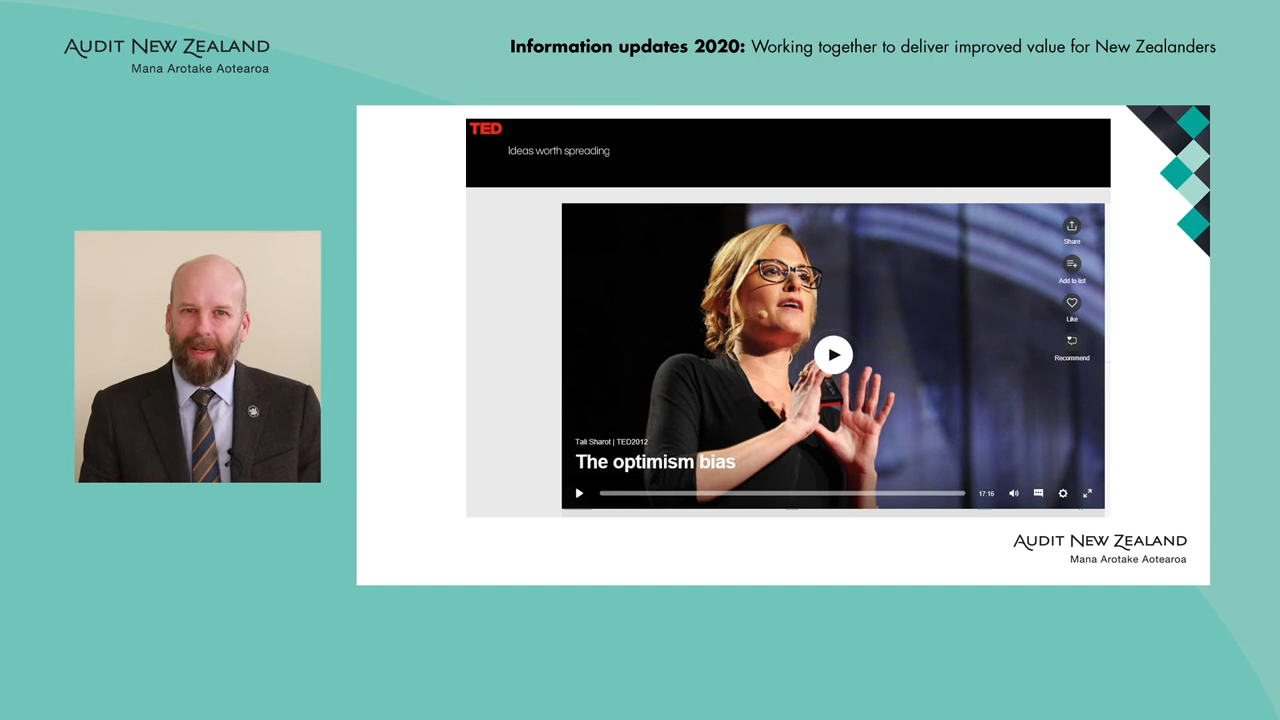 AUDIT NEW ZEALAND
Mana Arotake Aotearoa
Information updates 2020: Working together to deliver improved value for New Zealanders
TED
Ideas worth spreading
Share
Add to list
Like
Recommend
Tali Sharot | TED2012
The optimism bias
17:16
AUDIT NEW ZEALAND
Mana Arotake Aotearoa